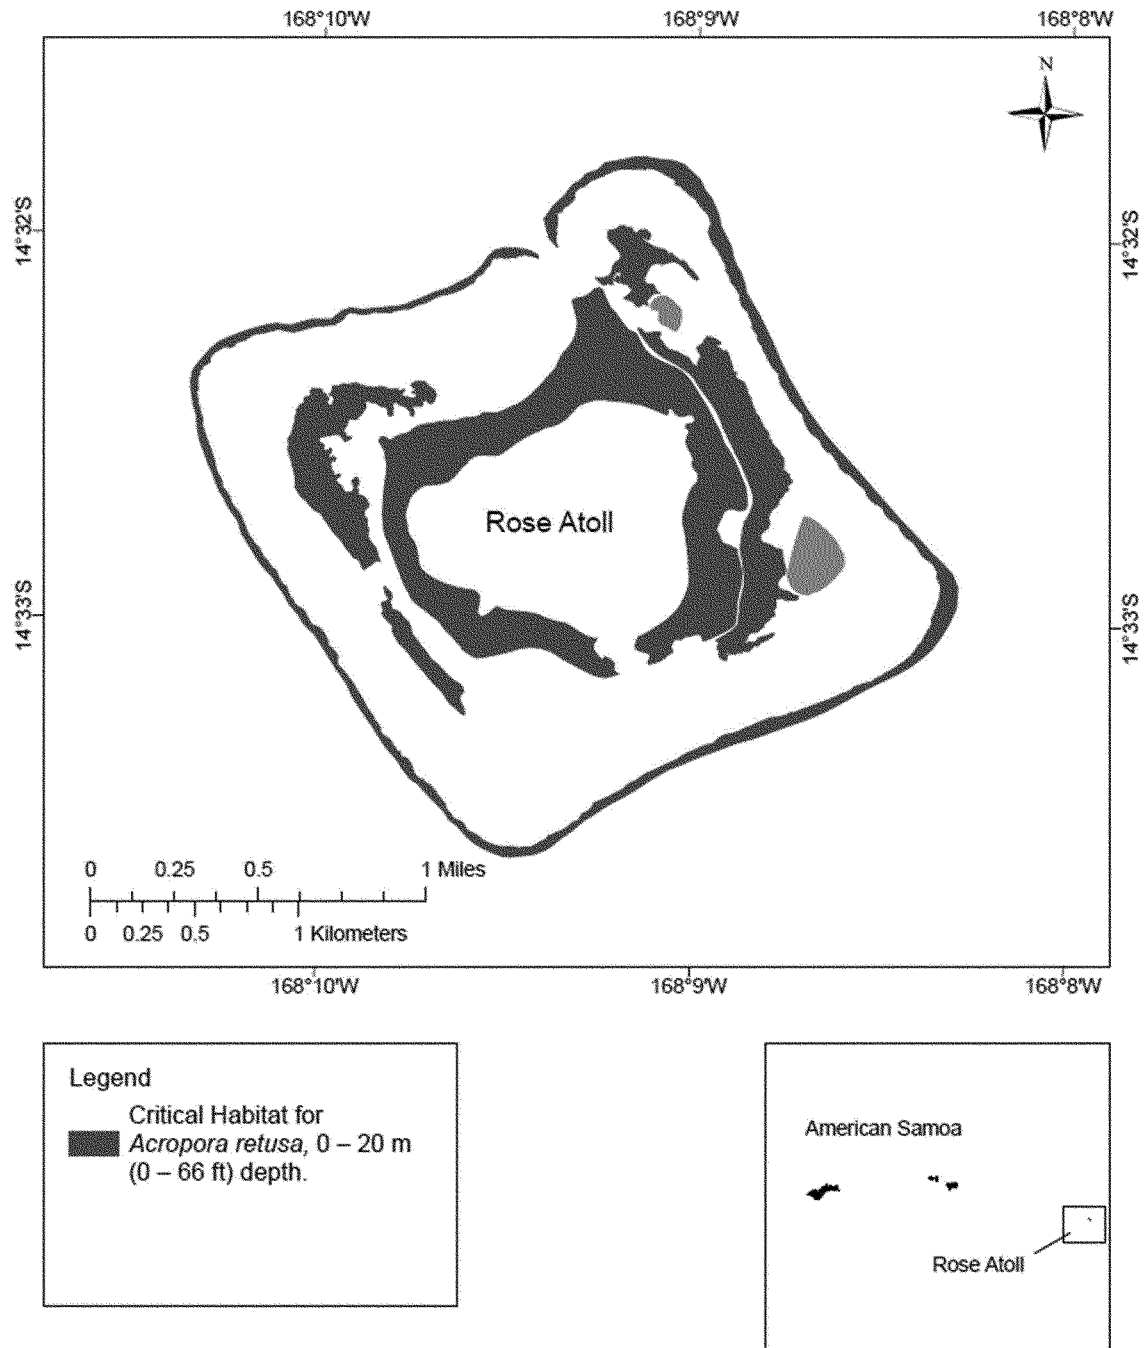 168°10'W 168°9'W 168°8'W
N
14°32'S 14°32'S
Rose Atoll
14°33'S 14°33'S
0 0.25 0.5 1 Miles
0 0.25 0.5 1 Kilometers
168°10'W 168°9'W 168°8'W
Legend
Critical Habitat for
Acropora retusa, 0 – 20 m
(0 – 66 ft) depth.
American Samoa
Rose Atoll